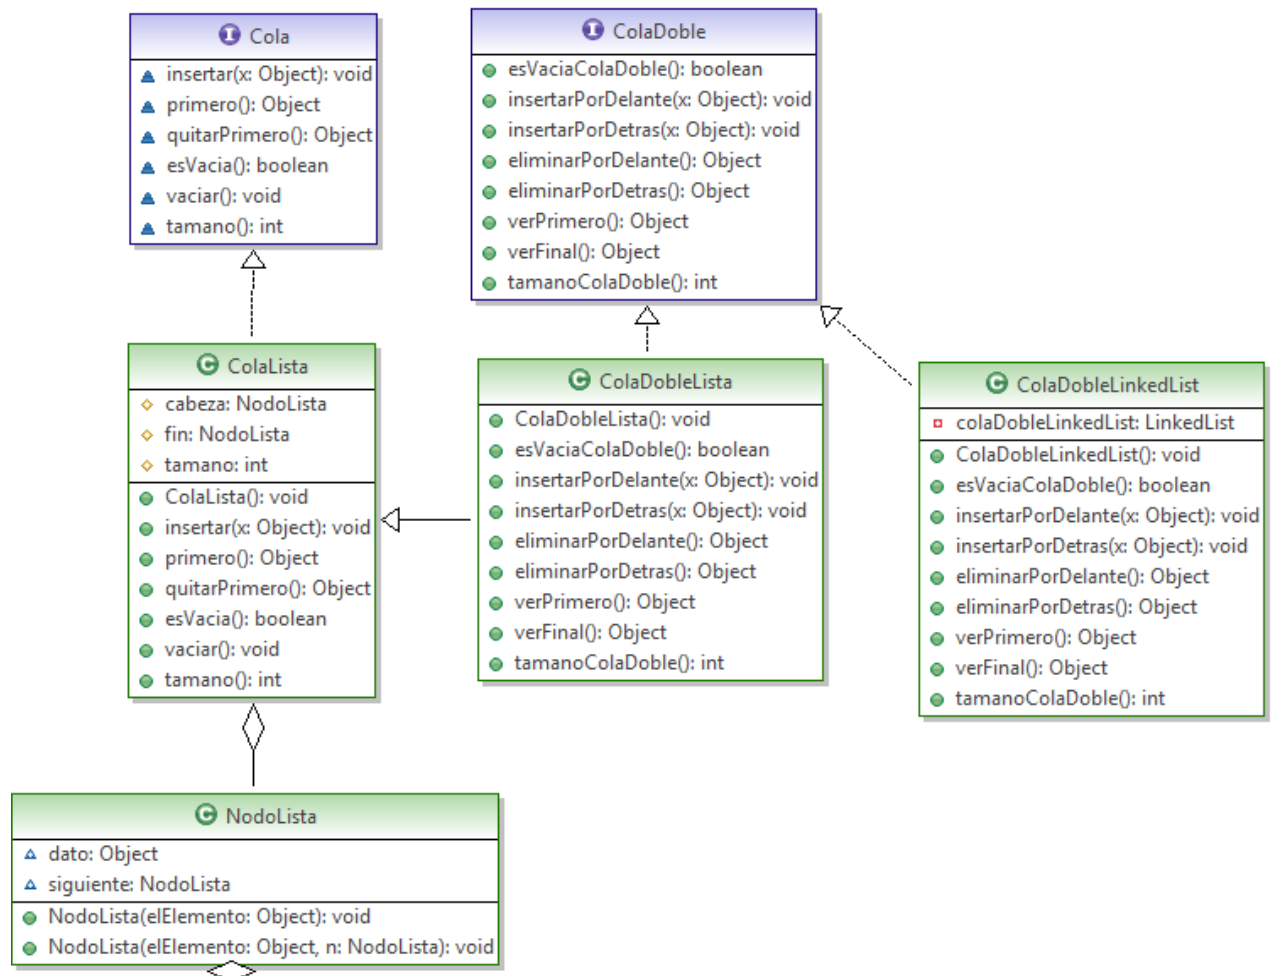 Cola
insertar(x: Object): void
primero(): Object
quitarPrimero(): Object
esVacia(): boolean
vaciar(): void
tamano(): int
ColaDoble
esVaciaColaDoble(): boolean
insertarPorDelante(x: Object): void
insertarPorDetras(x: Object): void
eliminarPorDelante(): Object
eliminarPorDetras(): Object
verPrimero(): Object
verFinal(): Object
tamanoColaDoble(): int
ColaLista
cabeza: NodoLista
fin: NodoLista
tamano: int
ColaLista(): void
insertar(x: Object): void
primero(): Object
quitarPrimero(): Object
esVacia(): boolean
vaciar(): void
tamano(): int
ColaDobleLista
ColaDobleLista(): void
esVaciaColaDoble(): boolean
insertarPorDelante(x: Object): void
insertarPorDetras(x: Object): void
eliminarPorDelante(): Object
eliminarPorDetras(): Object
verPrimero(): Object
verFinal(): Object
tamanoColaDoble(): int
ColaDobleLinkedList
colaDobleLinkedList: LinkedList
ColaDobleLinkedList(): void
esVaciaColaDoble(): boolean
insertarPorDelante(x: Object): void
insertarPorDetras(x: Object): void
eliminarPorDelante(): Object
eliminarPorDetras(): Object
verPrimero(): Object
verFinal(): Object
tamanoColaDoble(): int
NodoLista
dato: Object
siguiente: NodoLista
NodoLista(elElemento: Object): void
NodoLista(elElemento: Object, n: NodoLista): void